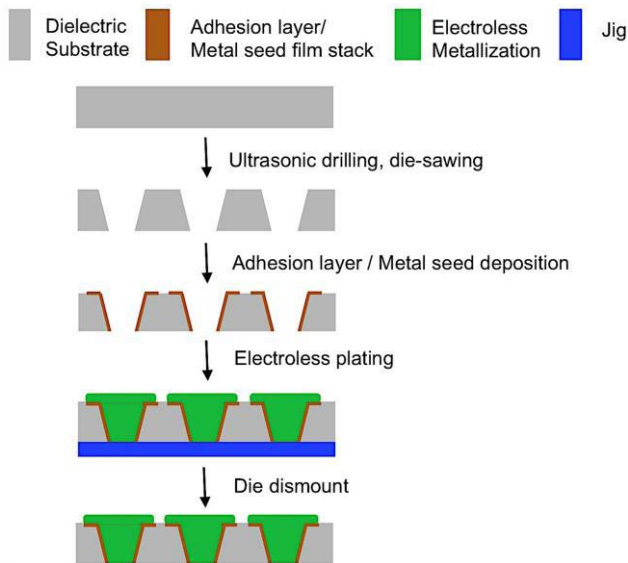 Dielectric
Substrate
Adhesion layer/
Metal seed film stack
Electroless
Metallization
Jig
Ultrasonic drilling, die-sawing
Adhesion layer / Metal seed deposition
Electroless plating
Die dismount